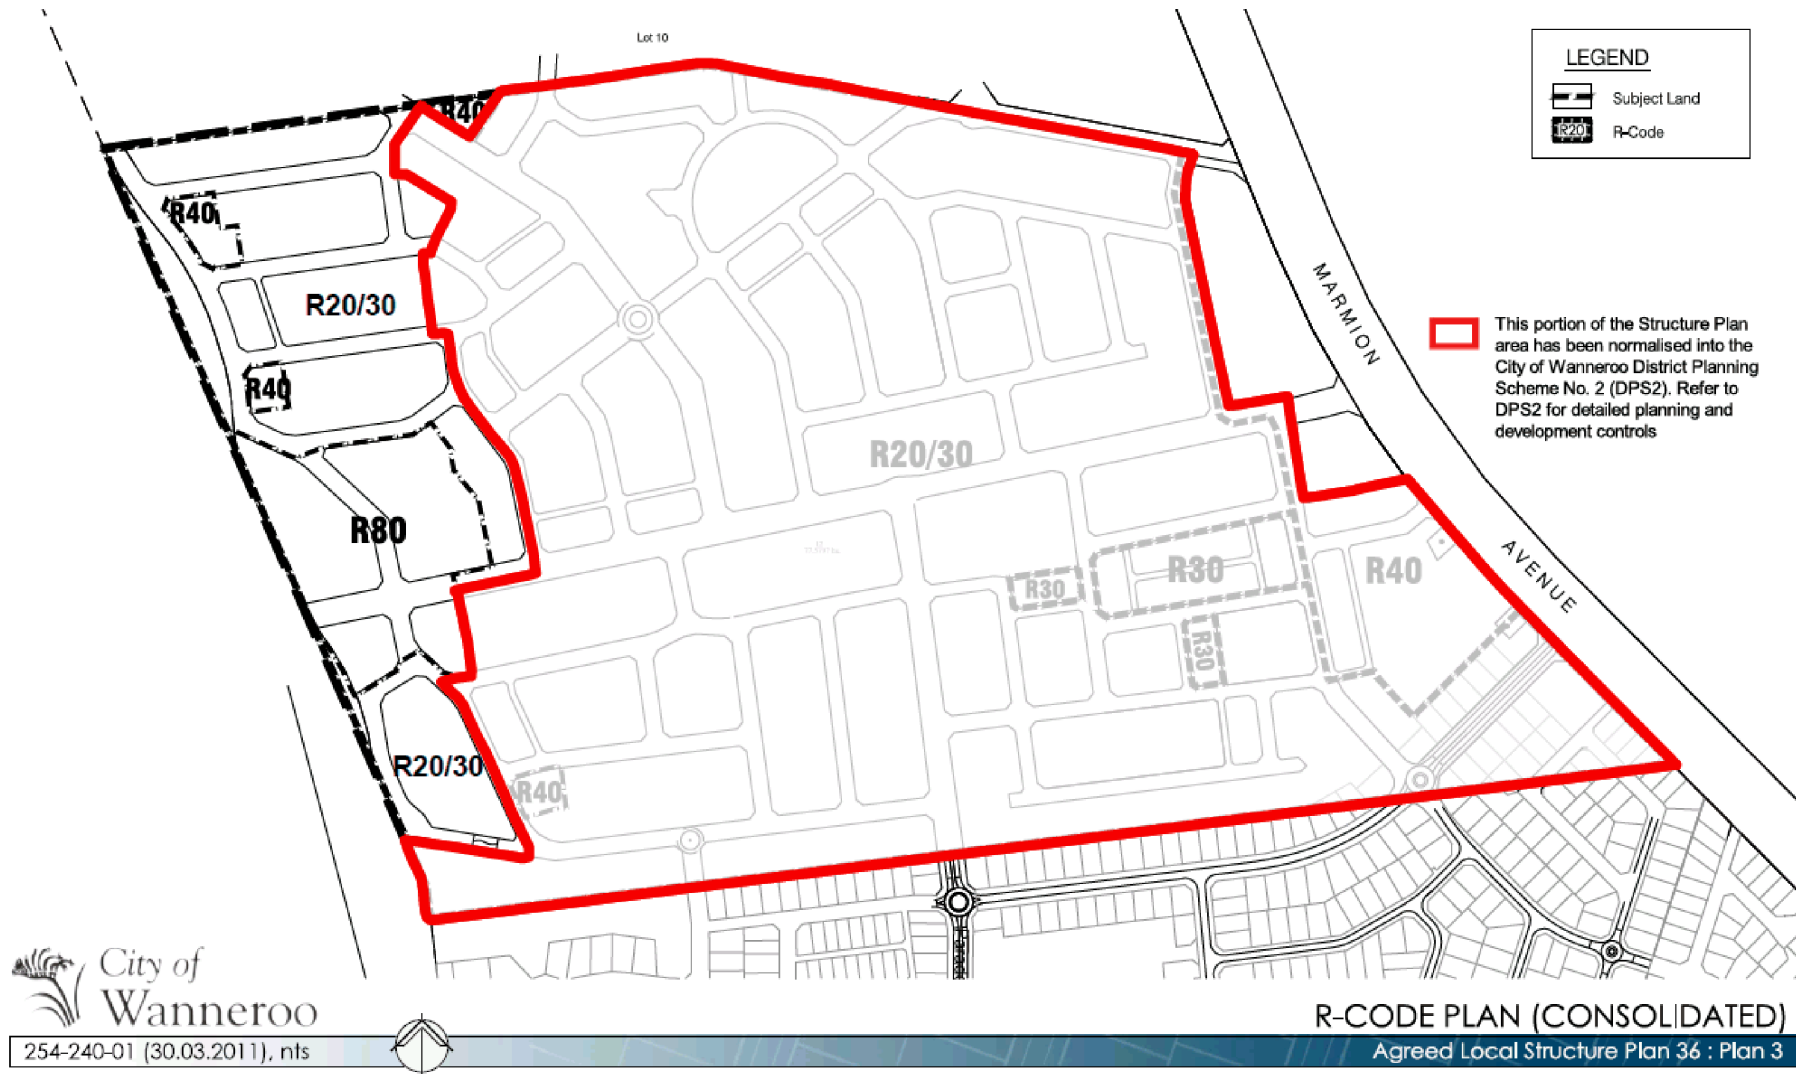 Lot 10
LEGEND
Subject Land
R20
R-Code
R40
R40
R20/30
R40
R80
R20/30
R20/30
R30
R30
R30
R40
R40
MARMION
AVENUE
This portion of the Structure Plan
area has been normalised into the
City of Wanneroo District Planning
Scheme No. 2 (DPS2). Refer to
DPS2 for detailed planning and
development controls
City of
Wanneroo
R-CODE PLAN (CONSOLIDATED)
254-240-01 (30.03.2011), nts
Agreed Local Structure Plan 36 : Plan 3